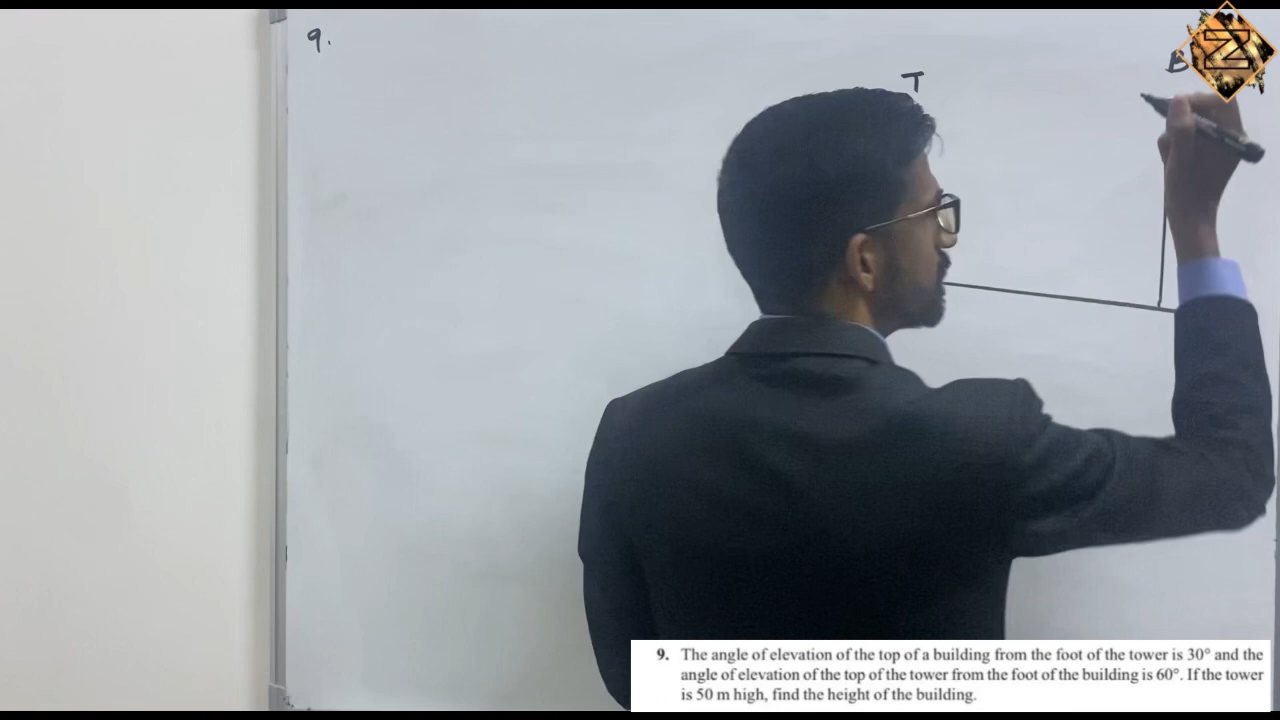 9.
T
B
Z
9. The angle of elevation of the top of a building from the foot of the tower is 30° and the
angle of elevation of the top of the tower from the foot of the building is 60°. If the tower
is 50 m high, find the height of the building.